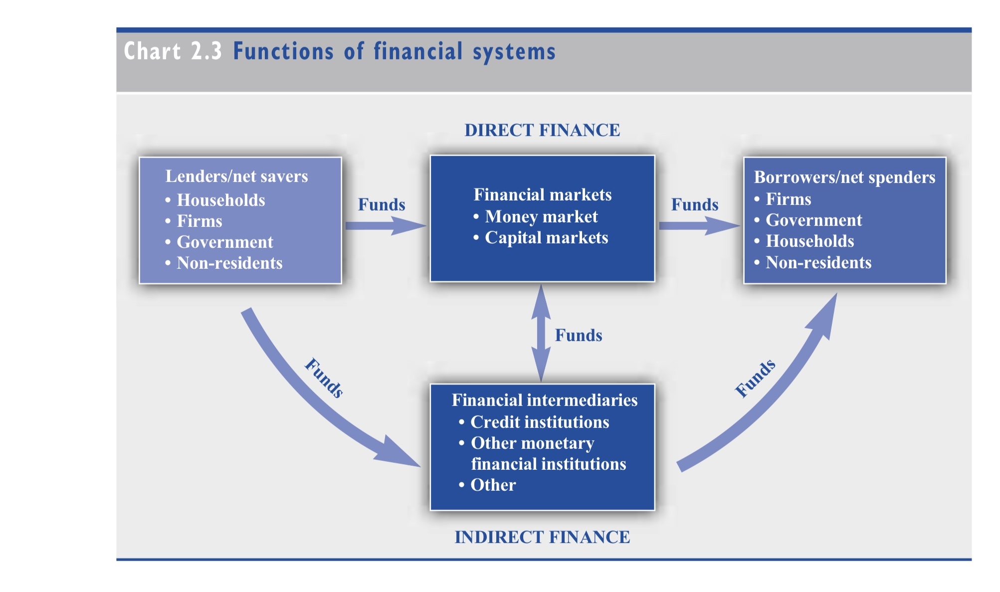 Chart 2.3 Functions of financial systems
DIRECT FINANCE
Lenders/net savers
• Households
• Firms
• Government
• Non-residents
Funds
Financial markets
• Money market
• Capital markets
Funds
Borrowers/net spenders
• Firms
• Government
• Households
• Non-residents
Funds
Funds
Funds
Financial intermediaries
• Credit institutions
• Other monetary
financial institutions
• Other
INDIRECT FINANCE